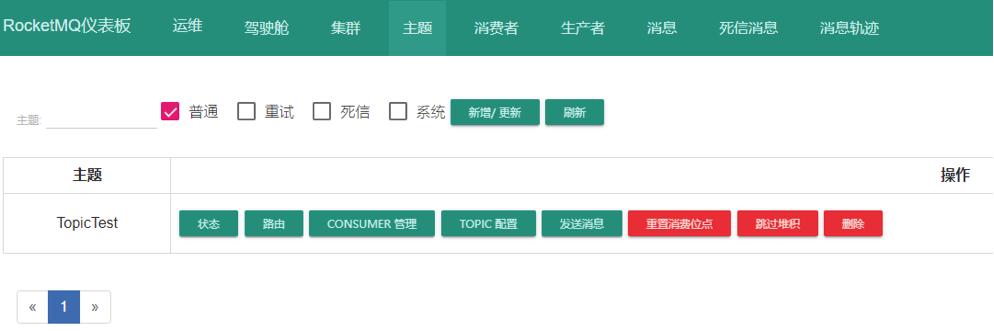 RocketMQ仪表板 运维 驾驶舱 集群 主题 消费者 生产者 消息 死信消息 消息轨迹
主题: 普通 重试 死信 系统 新增/ 更新 刷新
主题 操作
TopicTest 状态 路由 CONSUMER 管理 TOPIC 配置 发送消息 重置消费位点 跳过堆积 删除
« 1 »